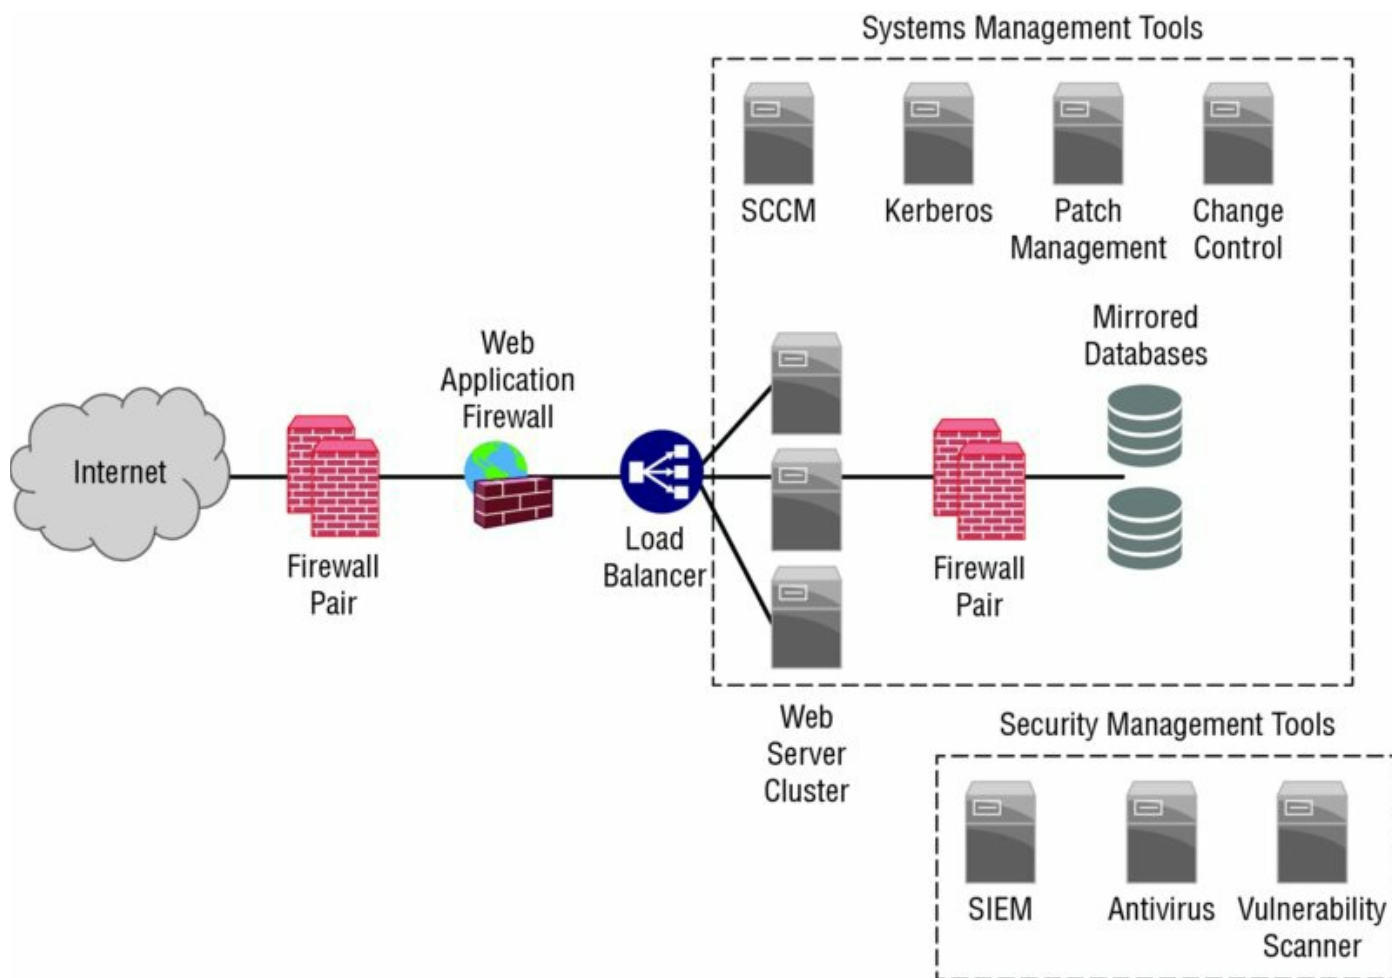 Systems Management Tools
SCCM
Kerberos
Patch
Management
Change
Control
Mirrored
Databases
Web
Application
Firewall
Internet
Firewall
Pair
Load
Balancer
Firewall
Pair
Web
Server
Cluster
Security Management Tools
SIEM
Antivirus
Vulnerability
Scanner